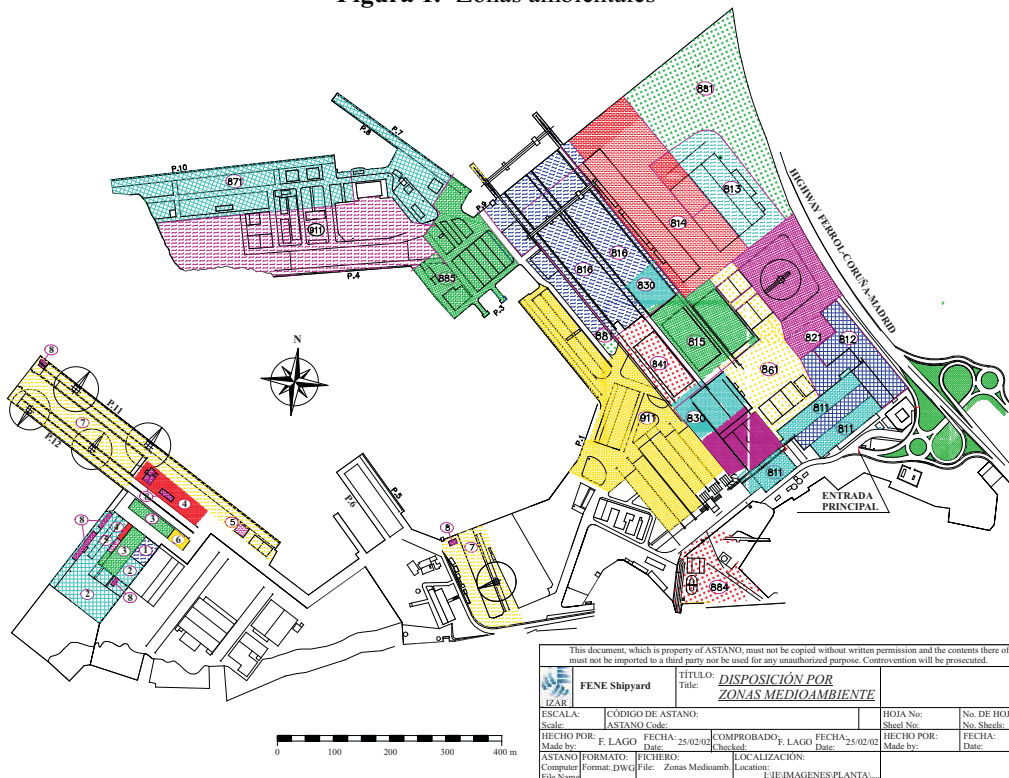 Figura 1. Zonas ambientales
881
P.7
P.8
P.10
871
813
HIGHWAY FERROL-CORUÑA-MADRID
P.9
814
911
816
816
P.4
885
830
P.3
881
815
821
812
841
861
N
8
P.11
7
P.12
911
830
811
811
P.1
811
ENTRADA
PRINCIPAL
4
8
3
5
6
8
4
2
3
1
2
8
2
P.6
P.5
8
7
884
This document, which is property of ASTANO, must not be copied without written permission and the contents there of
must not be imported to a third party nor be used for any unauthorized purpose. Controvention will be prosecuted.
IZAR
FENE Shipyard
TÍTULO: DISPOSICIÓN POR
Title: ZONAS MEDIOAMBIENTE
ESCALA: CÓDIGO DE ASTANO: HOJA No: No. DE HOJ
Scale: ASTANO Code: Sheel No: No. Sheels:
HECHO POR: F. LAGO FECHA: 25/02/02 COMPROBADO: F. LAGO FECHA: 25/02/02 HECHO POR: FECHA:
Made by: Date: Checked: Date: Made by: Date:
ASTANO FORMATO: FICHERO: LOCALIZACIÓN:
Computer Format: .DWG File: Zonas Medioamb. Location:
File Name I:\IE\IMAGENES\PLANTA\....
0 100 200 300 400 m